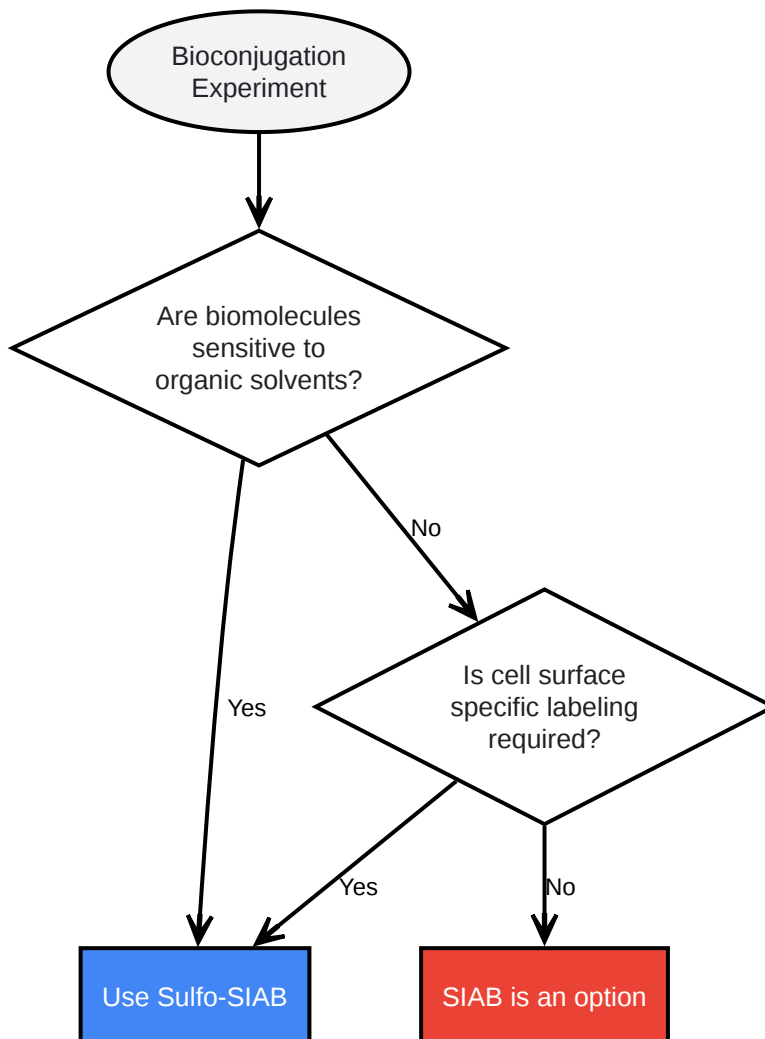 Bioconjugation
Experiment
Are biomolecules
sensitive to
organic solvents?
No
Is cell surface
specific labeling
required?
Yes
Yes
No
Use Sulfo-SIAB
SIAB is an option